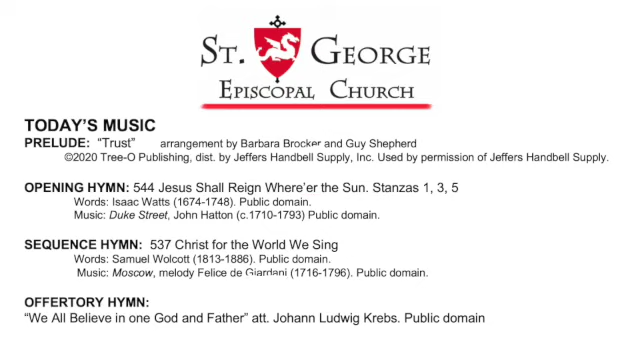 ST. GEORGE
EPISCOPAL CHURCH
TODAY'S MUSIC
PRELUDE: "Trust" arrangement by Barbara Brocker and Guy Shepherd
©2020 Tree-O Publishing, dist. by Jeffers Handbell Supply, Inc. Used by permission of Jeffers Handbell Supply.
OPENING HYMN: 544 Jesus Shall Reign Where'er the Sun. Stanzas 1, 3, 5
Words: Isaac Watts (1674-1748). Public domain.
Music: Duke Street, John Hatton (c.1710-1793) Public domain.
SEQUENCE HYMN: 537 Christ for the World We Sing
Words: Samuel Wolcott (1813-1886). Public domain.
Music: Moscow, melody Felice de Giardani (1716-1796). Public domain.
OFFERTORY HYMN:
"We All Believe in one God and Father" att. Johann Ludwig Krebs. Public domain